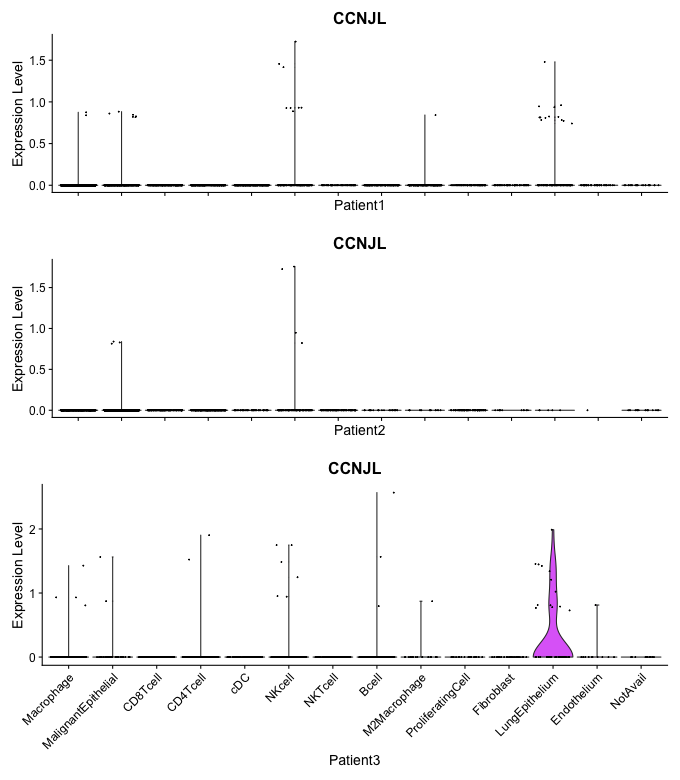 CCNJL
Expression Level
1.5
1.0
0.5
0.0
Patient1
CCNJL
Expression Level
1.5
1.0
0.5
0.0
Patient2
CCNJL
Expression Level
2
1
0
Macrophage
MalignantEpithelial
CD8Tcell
CD4Tcell
cDC
NKcell
NKTcell
Bcell
M2Macrophage
ProliferatingCell
Fibroblast
LungEpithelium
Endothelium
NotAvail
Patient3